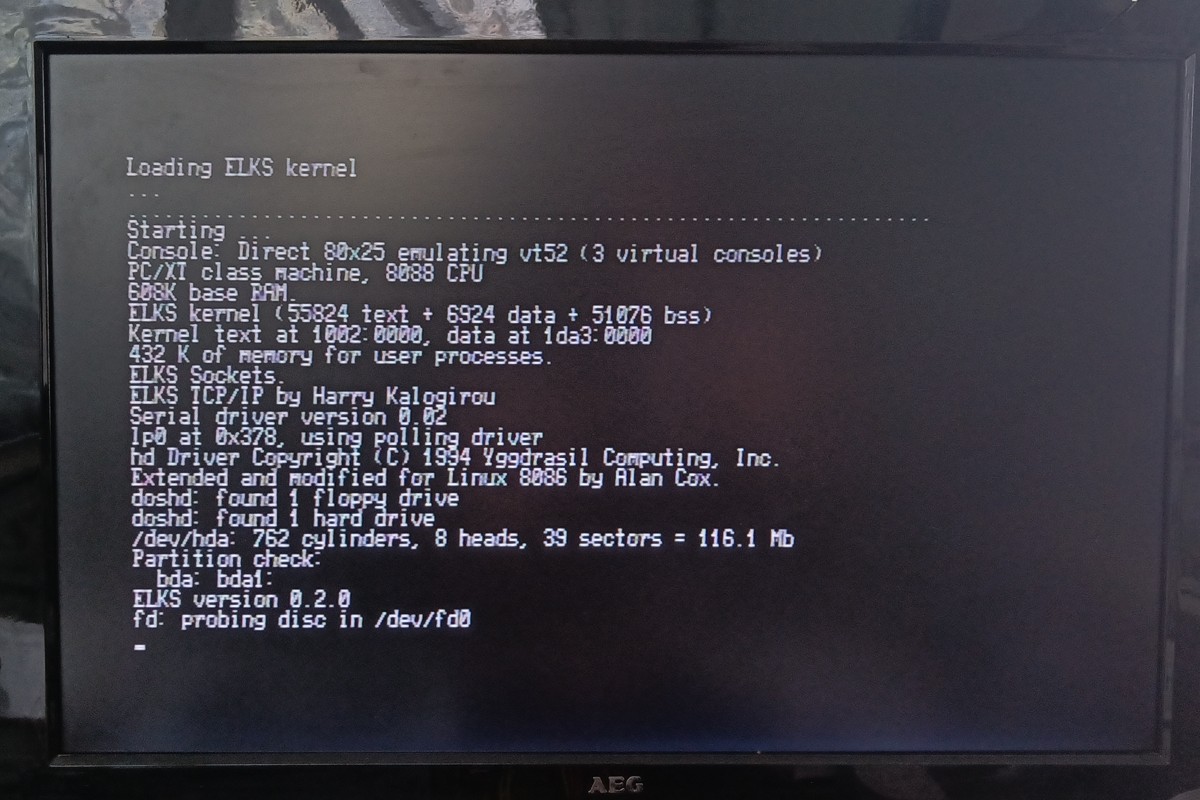 Loading ELKS kernel
...
..................................................................
Starting ...
Console: Direct 80x25 emulating vt52 (3 virtual consoles)
PC/XT class machine, 8088 CPU
608K base RAM.
ELKS kernel (55824 text + 6924 data + 51076 bss)
Kernel text at 1002:0000, data at 1da3:0000
432 K of memory for user processes.
ELKS Sockets.
ELKS TCP/IP by Harry Kalogirou
Serial driver version 0.02
lp0 at 0x378, using polling driver
hd Driver Copyright (C) 1994 Yggdrasil Computing, Inc.
Extended and modified for Linux 8086 by Alan Cox.
doshd: found 1 floppy drive
doshd: found 1 hard drive
/dev/hda: 762 cylinders, 8 heads, 39 sectors = 116.1 Mb
Partition check:
bda: bda1:
ELKS version 0.2.0
fd: probing disc in /dev/fd0
AEG